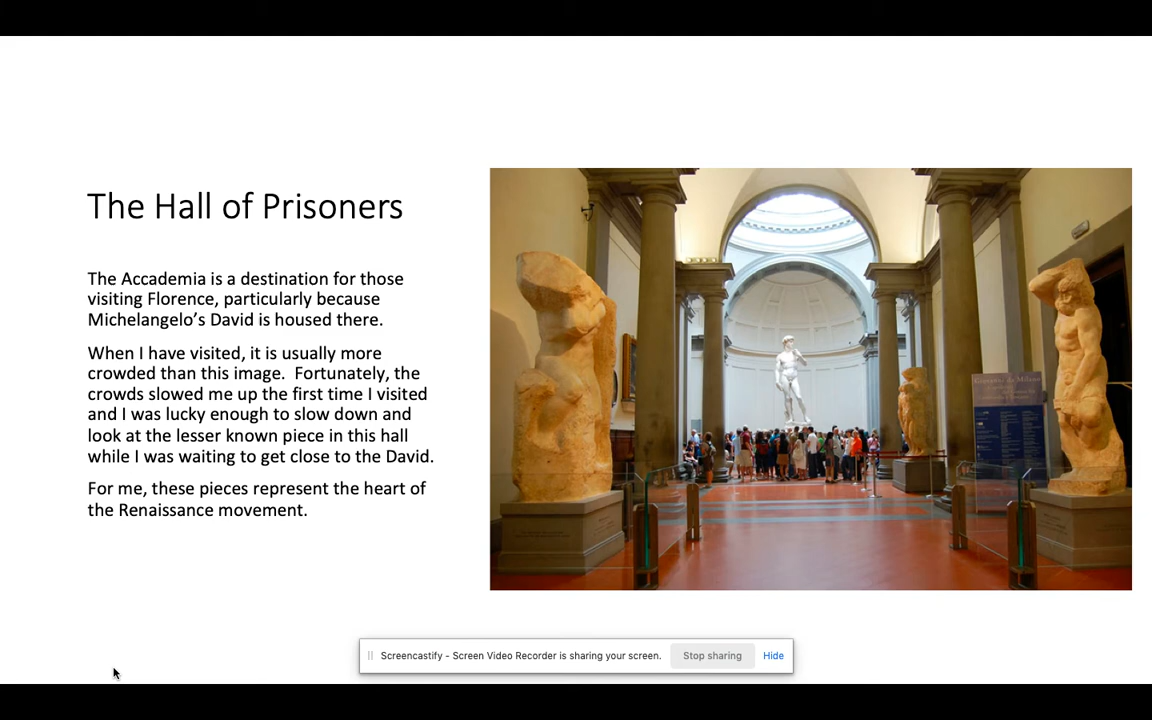 The Hall of Prisoners
The Accademia is a destination for those
visiting Florence, particularly because
Michelangelo’s David is housed there.
When I have visited, it is usually more
crowded than this image.  Fortunately, the
crowds slowed me up the first time I visited
and I was lucky enough to slow down and
look at the lesser known piece in this hall
while I was waiting to get close to the David.
For me, these pieces represent the heart of
the Renaissance movement.
Giovanni da Milano
Screencastify - Screen Video Recorder is sharing your screen.
Stop sharing
Hide